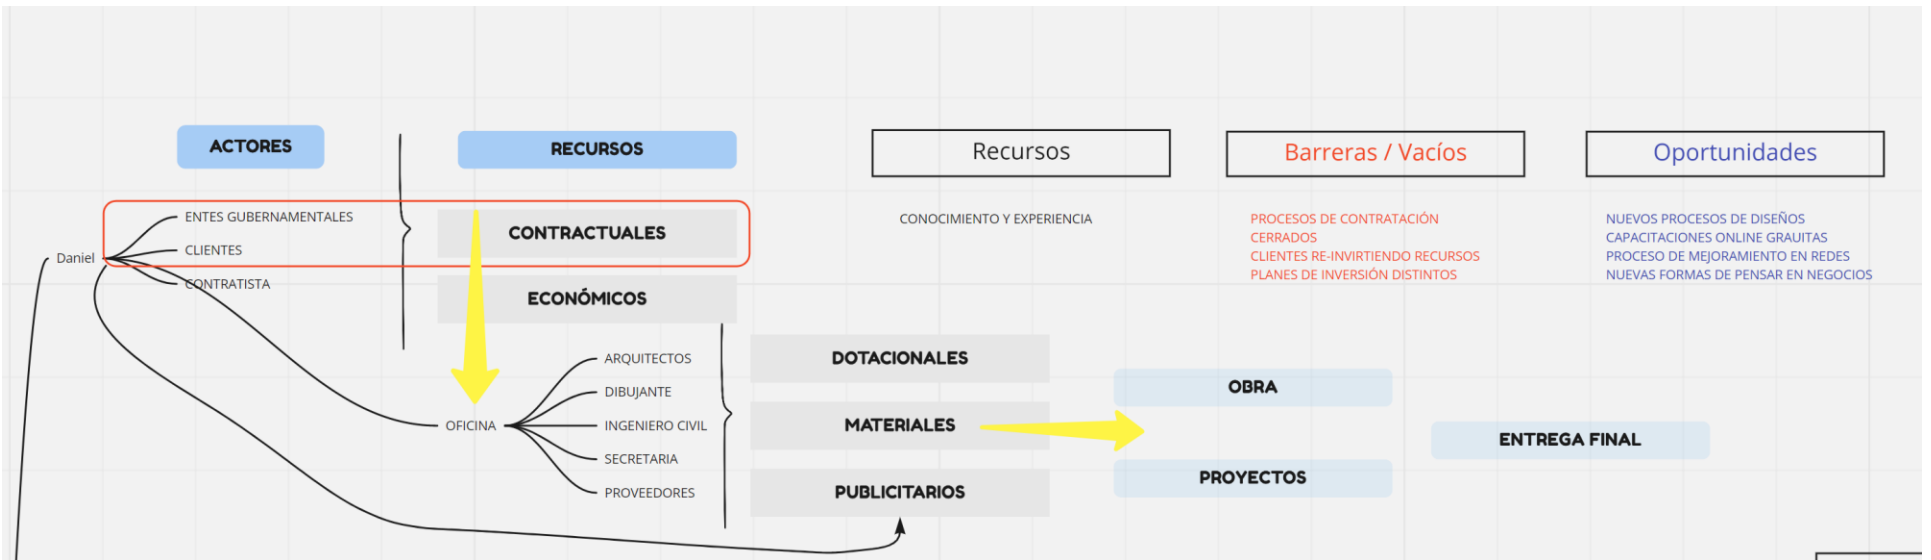 ACTORES
RECURSOS
Recursos
Barreras / Vacíos
Oportunidades
ENTES GUBERNAMENTALES
CLIENTES
Daniel
CONTRATISTA
CONTRACTUALES
ECONÓMICOS
CONOCIMIENTO Y EXPERIENCIA
PROCESOS DE CONTRATACIÓN
CERRADOS
CLIENTES RE-INVIRTIENDO RECURSOS
PLANES DE INVERSIÓN DISTINTOS
NUEVOS PROCESOS DE DISEÑOS
CAPACITACIONES ONLINE GRAUITAS
PROCESO DE MEJORAMIENTO EN REDES
NUEVAS FORMAS DE PENSAR EN NEGOCIOS
OFICINA
ARQUITECTOS
DIBUJANTE
INGENIERO CIVIL
SECRETARIA
PROVEEDORES
DOTACIONALES
MATERIALES
PUBLICITARIOS
OBRA
PROYECTOS
ENTREGA FINAL